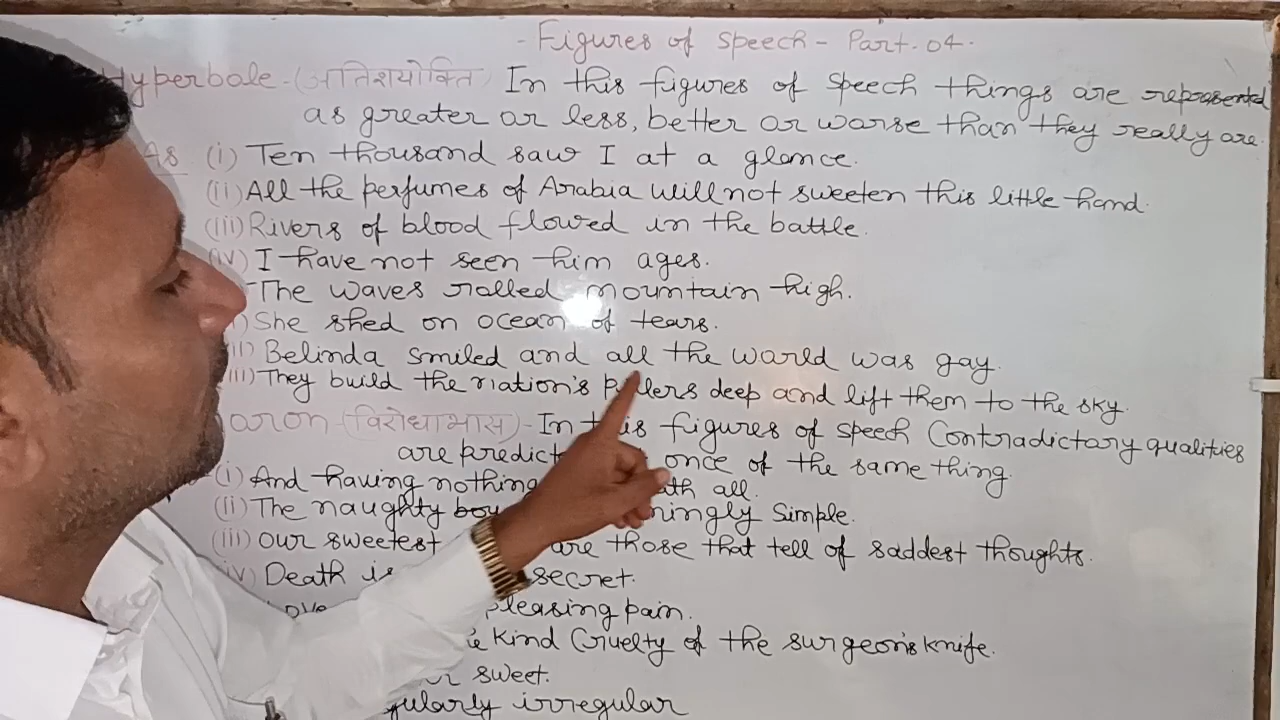 - Figures of speech - Part. 04.
Hyperbole - (अतिशयोक्ति) In this figures of speech things are represented
as greater or less, better or worse than they really are.
As (i) Ten thousand saw I at a glance.
(ii) All the perfumes of Arabia will not sweeten this little hand.
(iii) Rivers of blood flowed in the battle.
(iv) I have not seen him ages.
The waves rolled mountain high.
She shed on ocean of tears.
Belinda smiled and all the world was gay.
They build the nation's pillers deep and lift them to the sky.
(विरोधाभास) - In this figures of speech Contradictary qualities
are once of the same thing.
(i) And having nothing all.
(ii) The naughty simple.
(iii) Our sweetest are those that tell of saddest thoughts.
Death is secret.
pleasing pain.
kind Cruelty of the surgeon's knife.
sweet.
irregular